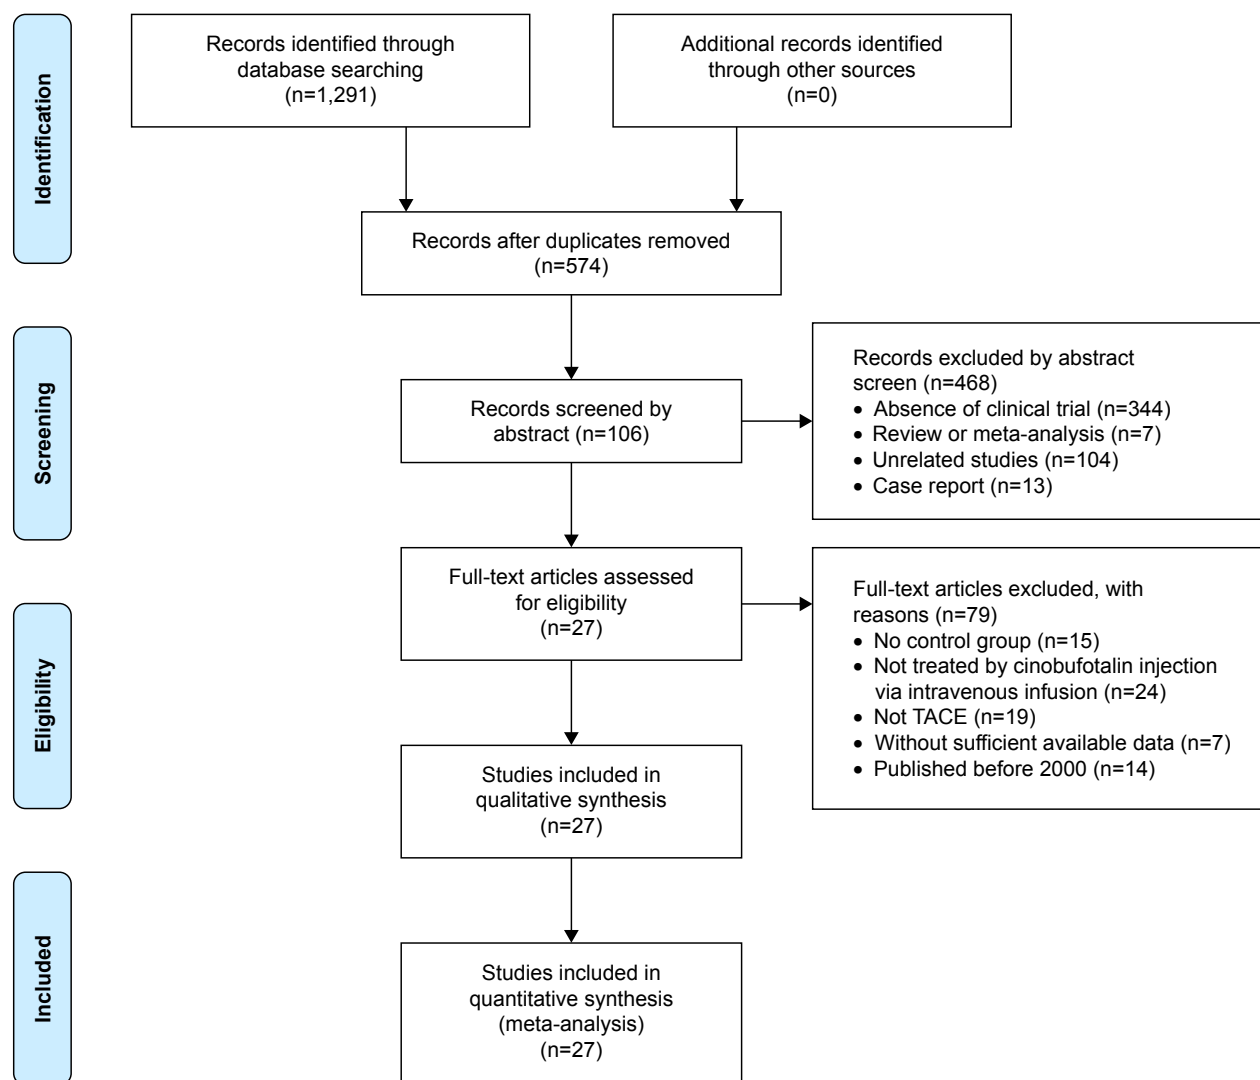 Identification
Records identified through
database searching
(n=1,291)
Additional records identified
through other sources
(n=0)
Records after duplicates removed
(n=574)
Screening
Records screened by
abstract (n=106)
Records excluded by abstract
screen (n=468)
• Absence of clinical trial (n=344)
• Review or meta-analysis (n=7)
• Unrelated studies (n=104)
• Case report (n=13)
Eligibility
Full-text articles assessed
for eligibility
(n=27)
Full-text articles excluded, with
reasons (n=79)
• No control group (n=15)
• Not treated by cinobufotalin injection
via intravenous infusion (n=24)
• Not TACE (n=19)
• Without sufficient available data (n=7)
• Published before 2000 (n=14)
Studies included in
qualitative synthesis
(n=27)
Included
Studies included in
quantitative synthesis
(meta-analysis)
(n=27)